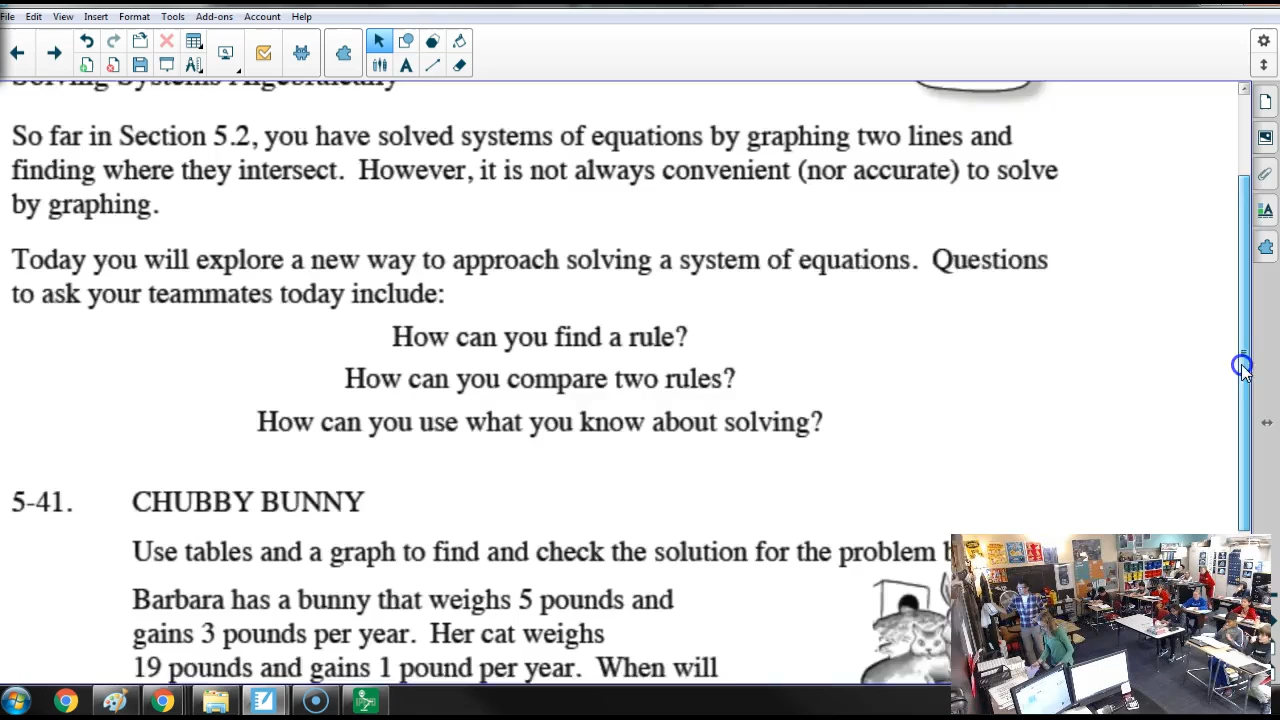 File Edit View Insert Format Tools Add-ons Account Help
Solving Systems Algebraically
So far in Section 5.2, you have solved systems of equations by graphing two lines and
finding where they intersect. However, it is not always convenient (nor accurate) to solve
by graphing.
Today you will explore a new way to approach solving a system of equations. Questions
to ask your teammates today include:
How can you find a rule?
How can you compare two rules?
How can you use what you know about solving?
5-41. CHUBBY BUNNY
Use tables and a graph to find and check the solution for the problem
Barbara has a bunny that weighs 5 pounds and
gains 3 pounds per year. Her cat weighs
19 pounds and gains 1 pound per year. When will